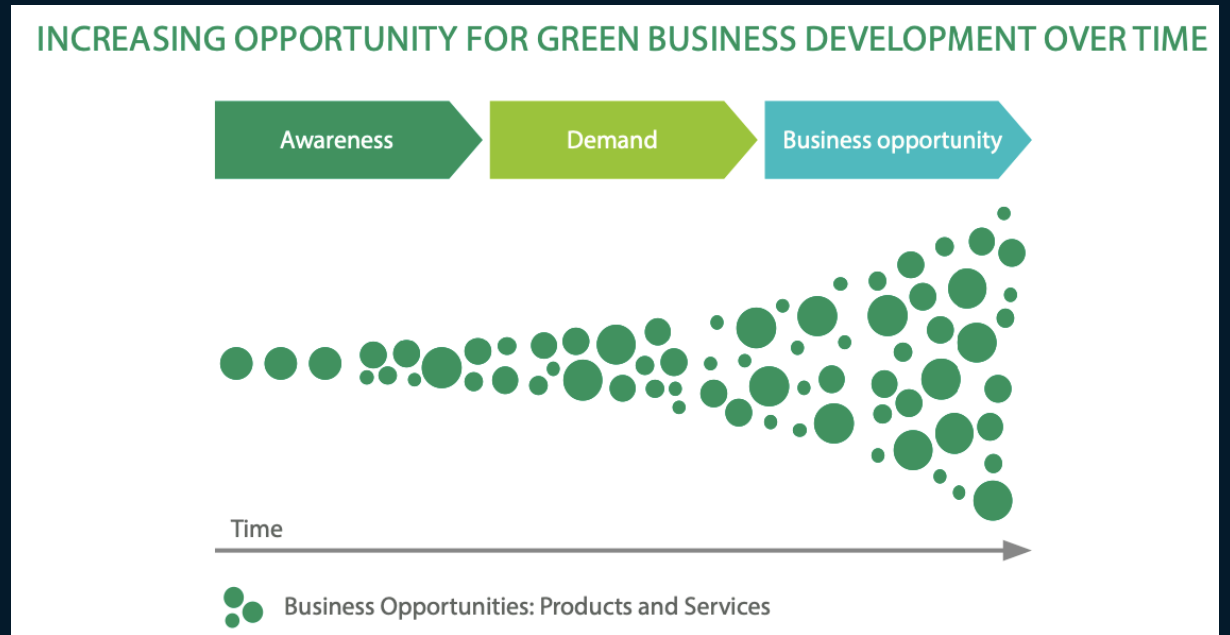 INCREASING OPPORTUNITY FOR GREEN BUSINESS DEVELOPMENT OVER TIME
Awareness
Demand
Business opportunity
Time
Business Opportunities: Products and Services